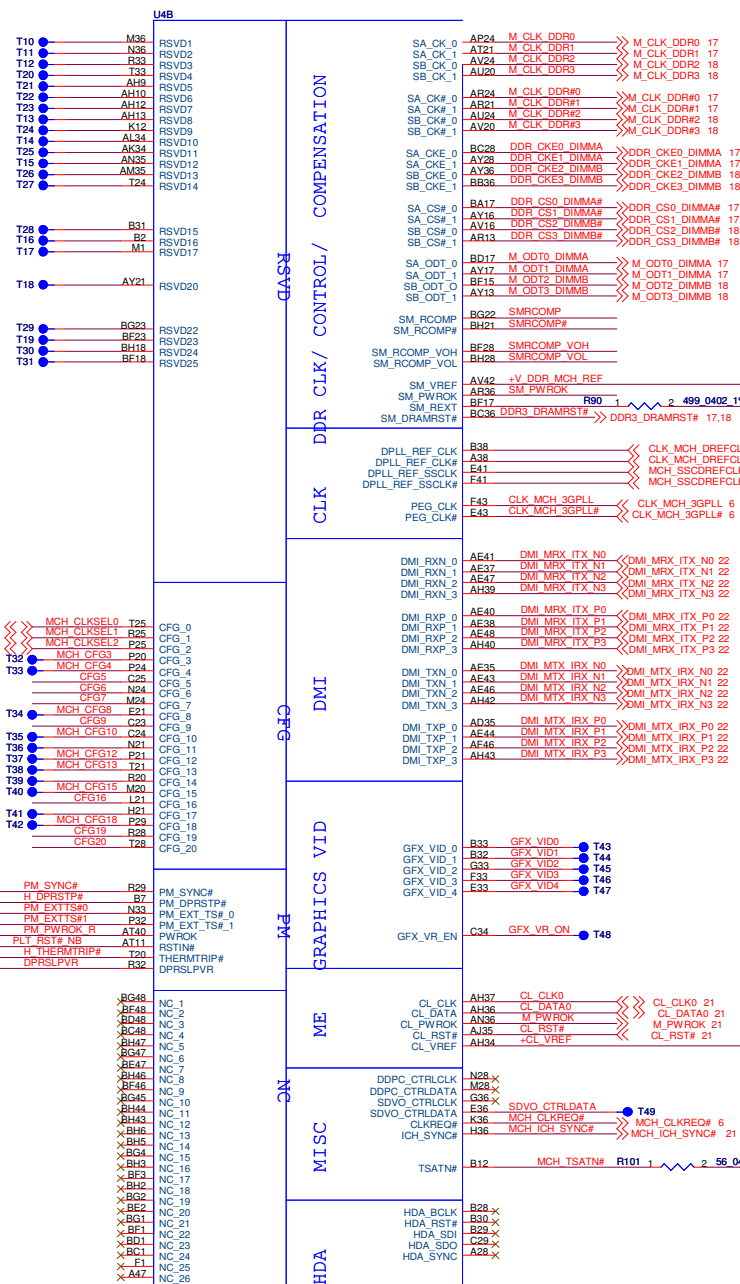 U4B
T10 M36 RSVD1
T11 N36 RSVD2
T12 R33 RSVD3
T20 T33 RSVD4
T21 AH9 RSVD5
T22 AH10 RSVD6
T23 AH12 RSVD7
T13 AH13 RSVD8
T24 K12 RSVD9
T14 AL34 RSVD10
T25 AK34 RSVD11
T15 AN35 RSVD12
T26 AM35 RSVD13
T27 T24 RSVD14
T28 B31 RSVD15
T16 B2 RSVD16
T17 M1 RSVD17
T18 AY21 RSVD20
T29 BG23 RSVD22
T19 BF23 RSVD23
T30 BH18 RSVD24
T31 BF18 RSVD25
RSVD
MCH_CLKSEL0 T25 CFG_0
MCH_CLKSEL1 R25 CFG_1
MCH_CLKSEL2 P25 CFG_2
T32 MCH_CFG3 P20 CFG_3
T33 MCH_CFG4 P24 CFG_4
CFG5 C25 CFG_5
CFG6 N24 CFG_6
CFG7 M24 CFG_7
T34 MCH_CFG8 E21 CFG_8
CFG9 C23 CFG_9
T35 MCH_CFG10 C24 CFG_10
T36 N21 CFG_11
T37 MCH_CFG12 P21 CFG_12
T38 MCH_CFG13 T21 CFG_13
T39 R20 CFG_14
T40 MCH_CFG15 M20 CFG_15
CFG16 L21 CFG_16
T41 H21 CFG_17
T42 MCH_CFG18 P29 CFG_18
CFG19 R28 CFG_19
CFG20 T28 CFG_20
CFG
PM_SYNC# R29 PM_SYNC#
H_DPRSTP# B7 PM_DPRSTP#
PM_EXTTS#0 N33 PM_EXT_TS#_0
PM_EXTTS#1 P32 PM_EXT_TS#_1
PM_PWROK_R AT40 PWROK
PLT_RST#_NB AT11 RSTIN#
H_THERMTRIP# T20 THERMTRIP#
DPRSLPVR R32 DPRSLPVR
PM
BG48 NC_1
BF48 NC_2
BD48 NC_3
BC48 NC_4
BH47 NC_5
BG47 NC_6
BE47 NC_7
BH46 NC_8
BF46 NC_9
BG45 NC_10
BH44 NC_11
BH43 NC_12
BH6 NC_13
BH5 NC_14
BG4 NC_15
BH3 NC_16
BF3 NC_17
BH2 NC_18
BG2 NC_19
BE2 NC_20
BG1 NC_21
BF1 NC_22
BD1 NC_23
BC1 NC_24
F1 NC_25
A47 NC_26
NC
DDR CLK/ CONTROL/ COMPENSATION
SA_CK_0 AP24 M_CLK_DDR0 M_CLK_DDR0 17
SA_CK_1 AT21 M_CLK_DDR1 M_CLK_DDR1 17
SB_CK_0 AV24 M_CLK_DDR2 M_CLK_DDR2 18
SB_CK_1 AU20 M_CLK_DDR3 M_CLK_DDR3 18
SA_CK#_0 AR24 M_CLK_DDR#0 M_CLK_DDR#0 17
SA_CK#_1 AR21 M_CLK_DDR#1 M_CLK_DDR#1 17
SB_CK#_0 AU24 M_CLK_DDR#2 M_CLK_DDR#2 18
SB_CK#_1 AV20 M_CLK_DDR#3 M_CLK_DDR#3 18
SA_CKE_0 BC28 DDR_CKE0_DIMMA DDR_CKE0_DIMMA 17
SA_CKE_1 AY28 DDR_CKE1_DIMMA DDR_CKE1_DIMMA 17
SB_CKE_0 AY36 DDR_CKE2_DIMMB DDR_CKE2_DIMMB 18
SB_CKE_1 BB36 DDR_CKE3_DIMMB DDR_CKE3_DIMMB 18
SA_CS#_0 BA17 DDR_CS0_DIMMA# DDR_CS0_DIMMA# 17
SA_CS#_1 AY16 DDR_CS1_DIMMA# DDR_CS1_DIMMA# 17
SB_CS#_0 AV16 DDR_CS2_DIMMB# DDR_CS2_DIMMB# 18
SB_CS#_1 AR13 DDR_CS3_DIMMB# DDR_CS3_DIMMB# 18
SA_ODT_0 BD17 M_ODT0_DIMMA M_ODT0_DIMMA 17
SA_ODT_1 AY17 M_ODT1_DIMMA M_ODT1_DIMMA 17
SB_ODT_O BF15 M_ODT2_DIMMB M_ODT2_DIMMB 18
SB_ODT_1 AY13 M_ODT3_DIMMB M_ODT3_DIMMB 18
SM_RCOMP BG22 SMRCOMP
SM_RCOMP# BH21 SMRCOMP#
SM_RCOMP_VOH BF28 SMRCOMP_VOH
SM_RCOMP_VOL BH28 SMRCOMP_VOL
SM_VREF AV42 +V_DDR_MCH_REF
SM_PWROK AR36 SM_PWROK
SM_REXT BF17 R90 1 2 499_0402_1%
SM_DRAMRST# BC36 DDR3_DRAMRST# DDR3_DRAMRST# 17,18
CLK
DPLL_REF_CLK B38 CLK_MCH_DREFCL
DPLL_REF_CLK# A38 CLK_MCH_DREFCL
DPLL_REF_SSCLK E41 MCH_SSCDREFCLK
DPLL_REF_SSCLK# F41 MCH_SSCDREFCLK
PEG_CLK F43 CLK_MCH_3GPLL CLK_MCH_3GPLL 6
PEG_CLK# E43 CLK_MCH_3GPLL# CLK_MCH_3GPLL# 6
DMI
DMI_RXN_0 AE41 DMI_MRX_ITX_N0 DMI_MRX_ITX_N0 22
DMI_RXN_1 AE37 DMI_MRX_ITX_N1 DMI_MRX_ITX_N1 22
DMI_RXN_2 AE47 DMI_MRX_ITX_N2 DMI_MRX_ITX_N2 22
DMI_RXN_3 AH39 DMI_MRX_ITX_N3 DMI_MRX_ITX_N3 22
DMI_RXP_0 AE40 DMI_MRX_ITX_P0 DMI_MRX_ITX_P0 22
DMI_RXP_1 AE38 DMI_MRX_ITX_P1 DMI_MRX_ITX_P1 22
DMI_RXP_2 AE48 DMI_MRX_ITX_P2 DMI_MRX_ITX_P2 22
DMI_RXP_3 AH40 DMI_MRX_ITX_P3 DMI_MRX_ITX_P3 22
DMI_TXN_0 AE35 DMI_MTX_IRX_N0 DMI_MTX_IRX_N0 22
DMI_TXN_1 AE43 DMI_MTX_IRX_N1 DMI_MTX_IRX_N1 22
DMI_TXN_2 AE46 DMI_MTX_IRX_N2 DMI_MTX_IRX_N2 22
DMI_TXN_3 AH42 DMI_MTX_IRX_N3 DMI_MTX_IRX_N3 22
DMI_TXP_0 AD35 DMI_MTX_IRX_P0 DMI_MTX_IRX_P0 22
DMI_TXP_1 AE44 DMI_MTX_IRX_P1 DMI_MTX_IRX_P1 22
DMI_TXP_2 AF46 DMI_MTX_IRX_P2 DMI_MTX_IRX_P2 22
DMI_TXP_3 AH43 DMI_MTX_IRX_P3 DMI_MTX_IRX_P3 22
GRAPHICS VID
GFX_VID_0 B33 GFX_VID0 T43
GFX_VID_1 B32 GFX_VID1 T44
GFX_VID_2 G33 GFX_VID2 T45
GFX_VID_3 F33 GFX_VID3 T46
GFX_VID_4 E33 GFX_VID4 T47
GFX_VR_EN C34 GFX_VR_ON T48
ME
CL_CLK AH37 CL_CLK0 CL_CLK0 21
CL_DATA AH36 CL_DATA0 CL_DATA0 21
CL_PWROK AN36 M_PWROK M_PWROK 21
CL_RST# AJ35 CL_RST# CL_RST# 21
CL_VREF AH34 +CL_VREF
MISC
DDPC_CTRLCLK N28
DDPC_CTRLDATA M28
SDVO_CTRLCLK G36
SDVO_CTRLDATA E36 SDVO_CTRLDATA T49
CLKREQ# K36 MCH_CLKREQ# MCH_CLKREQ# 6
ICH_SYNC# H36 MCH_ICH_SYNC# MCH_ICH_SYNC# 21
TSATN# B12 MCH_TSATN# R101 1 2 56_04
HDA
HDA_BCLK B28
HDA_RST# B30
HDA_SDI B29
HDA_SDO C29
HDA_SYNC A28